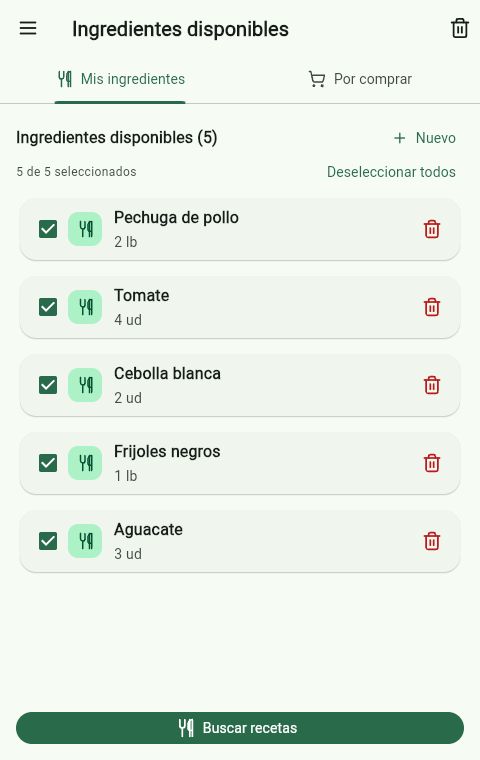 Ingredientes disponibles
Mis ingredientes
Por comprar
Ingredientes disponibles (5)
Nuevo
5 de 5 seleccionados
Deseleccionar todos
Pechuga de pollo
2 lb
Tomate
4 ud
Cebolla blanca
2 ud
Frijoles negros
1 lb
Aguacate
3 ud
Buscar recetas